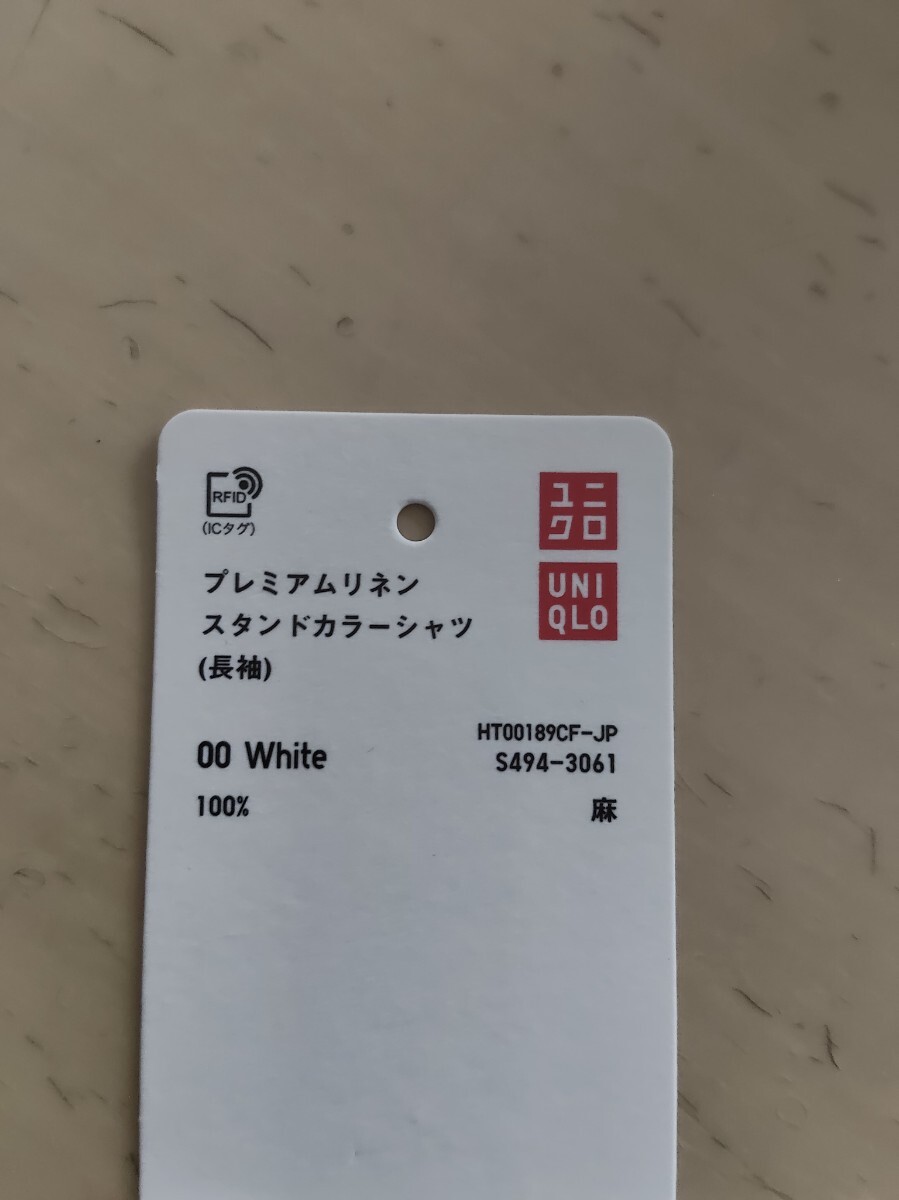 RFID
(ICタグ)
ユニ
クロ
UNI
QLO
プレミアムリネン
スタンドカラーシャツ
(長袖)
HT00189CF-JP
00 White
S494-3061
100%
麻